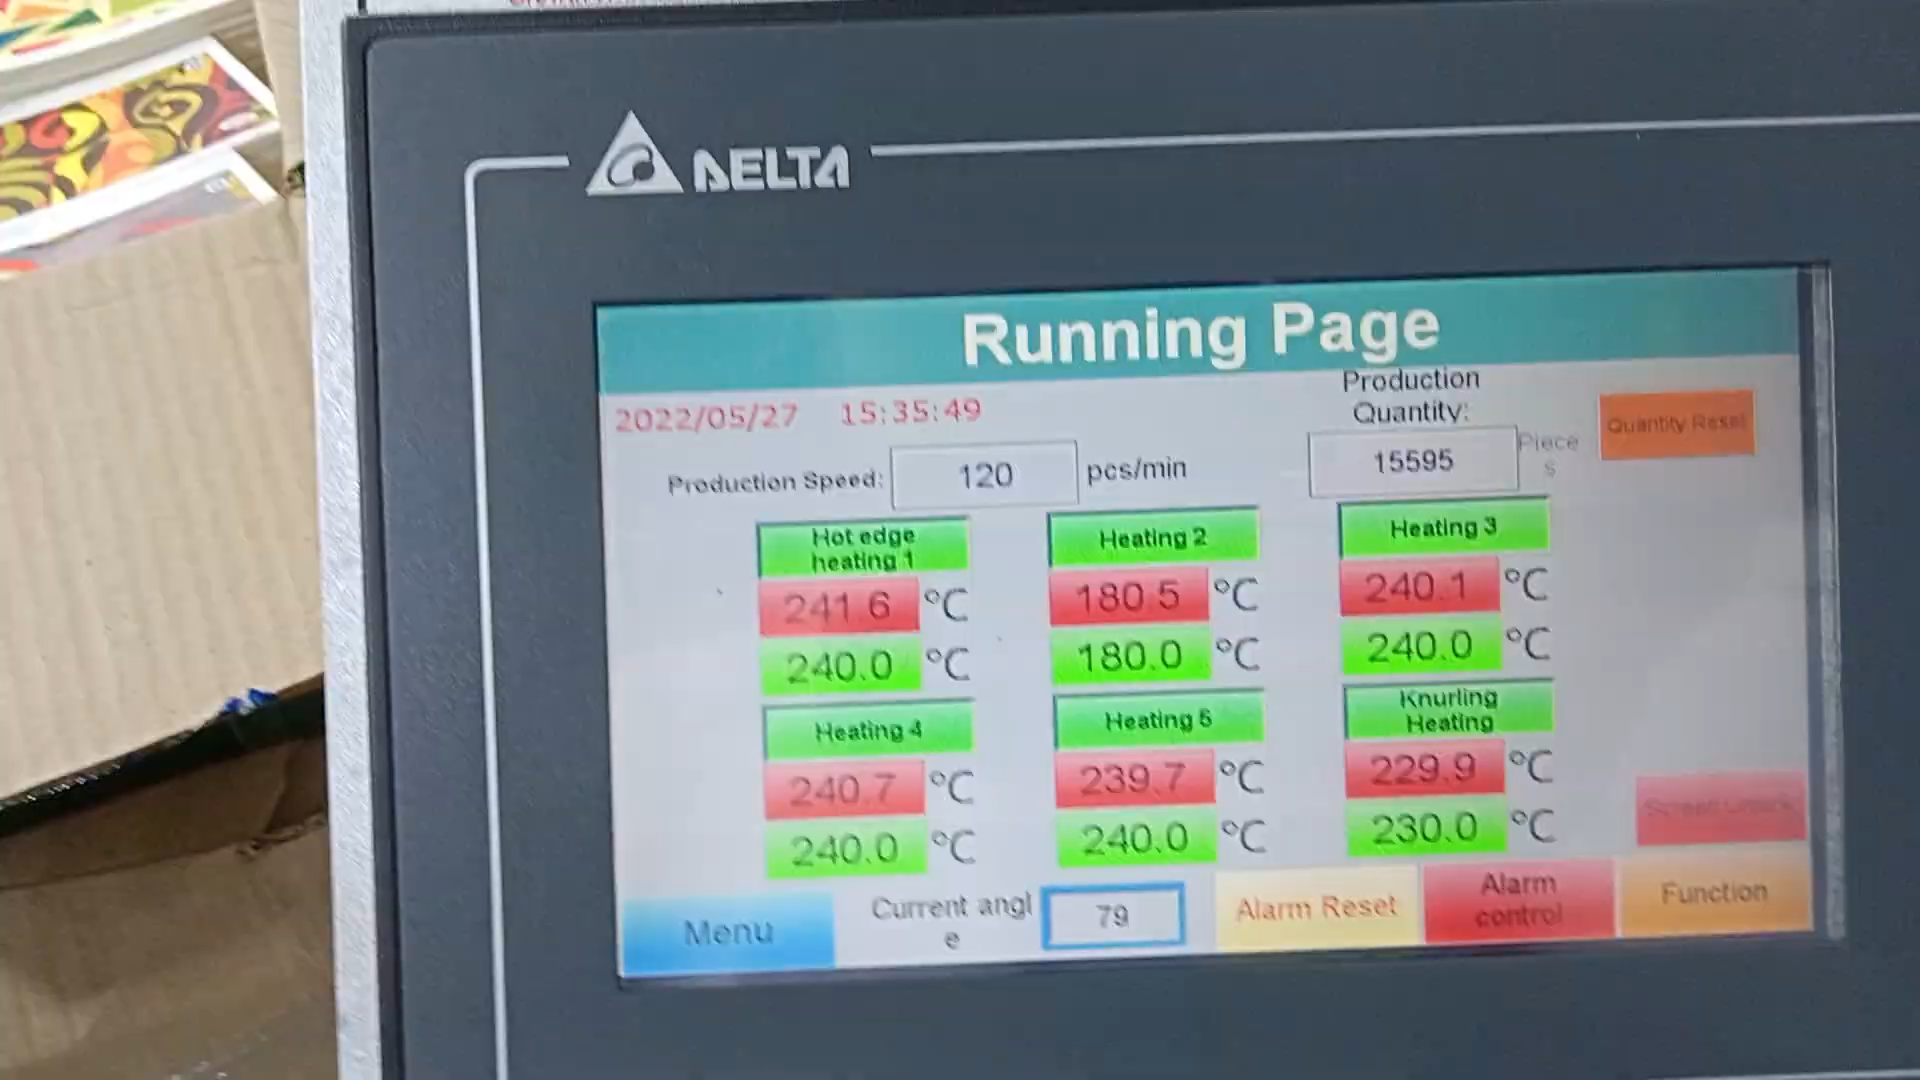 DELTA
Running Page
2022/05/27 15:35:49
Production
Quantity:
Quantity Reset
Production Speed: 120 pcs/min
15595 Piece
s
Hot edge
heating 1
Heating 2
Heating 3
241 6 °C
180 5 °C
240.1 °C
240.0 °C
180.0 °C
240.0 °C
Heating 4
Heating 5
Knurling
Heating
240.7 °C
239.7 °C
229.9 °C
240.0 °C
240.0 °C
230.0 °C
Menu
Current angl
e
79
Alarm Reset
Alarm
control
Function